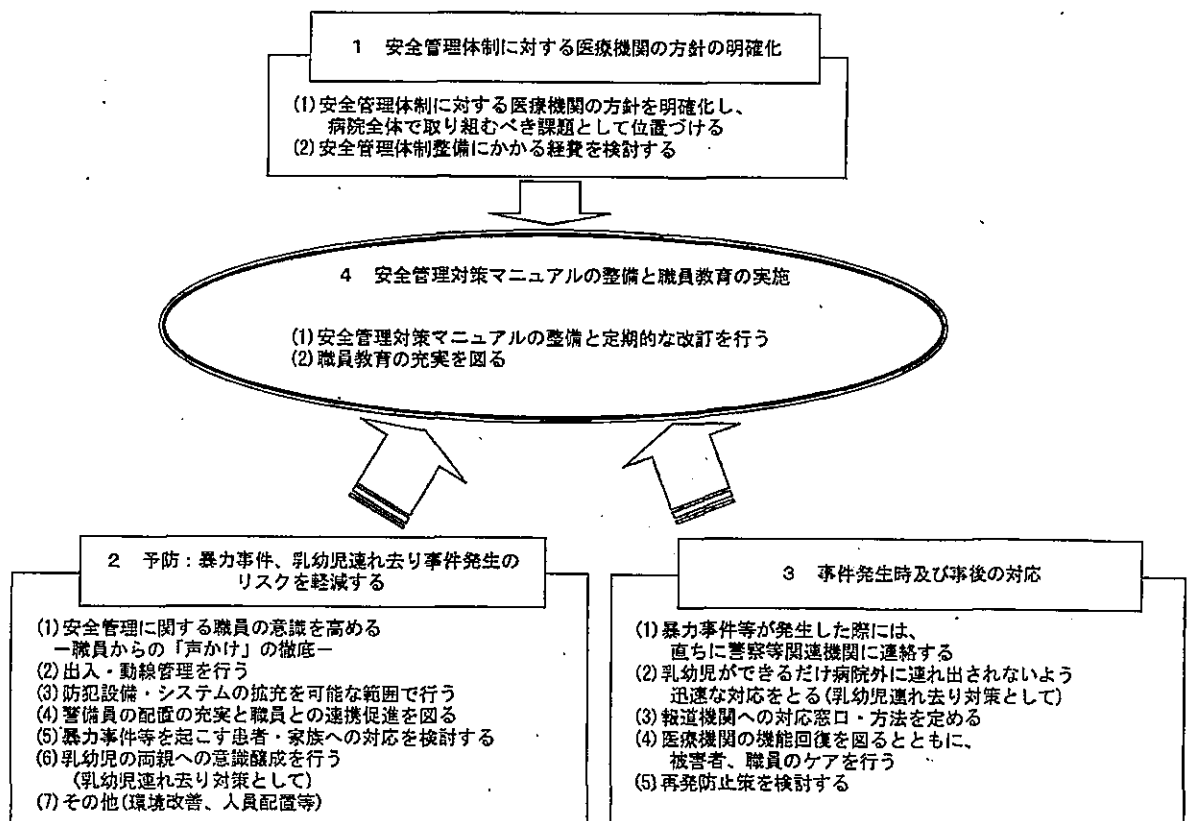 1 安全管理体制に対する医療機関の方針の明確化
(1)安全管理体制に対する医療機関の方針を明確化し、
病院全体で取り組むべき課題として位置づける
(2)安全管理体制整備にかかる経費を検討する
4 安全管理対策マニュアルの整備と職員教育の実施
(1)安全管理対策マニュアルの整備と定期的な改訂を行う
(2)職員教育の充実を図る
2 予防：暴力事件、乳幼児連れ去り事件発生の
リスクを軽減する
(1)安全管理に関する職員の意識を高める
－職員からの「声かけ」の徹底－
(2)出入・動線管理を行う
(3)防犯設備・システムの拡充を可能な範囲で行う
(4)警備員の配置の充実と職員との連携促進を図る
(5)暴力事件等を起こす患者・家族への対応を検討する
(6)乳幼児の両親への意識醸成を行う
(乳幼児連れ去り対策として)
(7)その他(環境改善、人員配置等)
3 事件発生時及び事後の対応
(1)暴力事件等が発生した際には、
直ちに警察等関連機関に連絡する
(2)乳幼児ができるだけ病院外に連れ出されないよう
迅速な対応をとる(乳幼児連れ去り対策として)
(3)報道機関への対応窓口・方法を定める
(4)医療機関の機能回復を図るとともに、
被害者、職員のケアを行う
(5)再発防止策を検討する